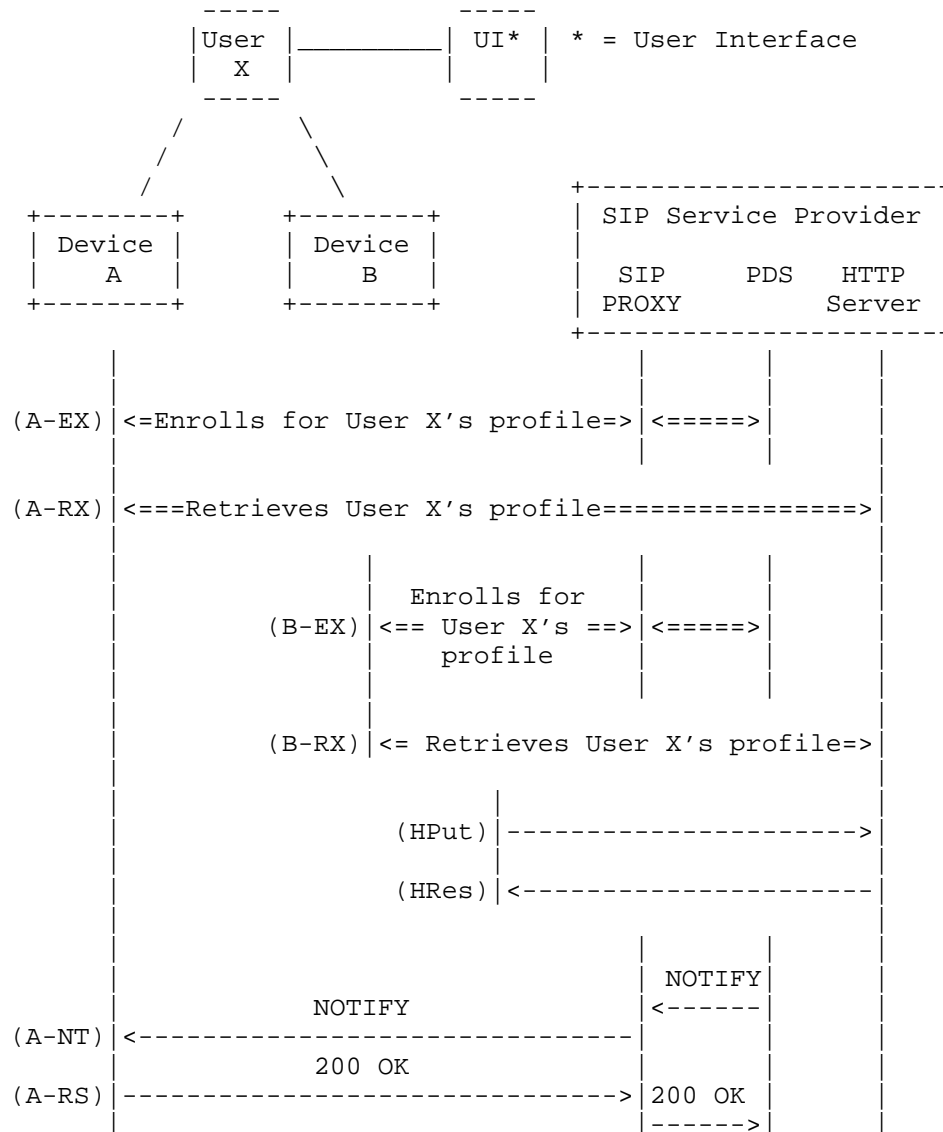 User _________ UI* * = User Interface
X
SIP Service Provider
Device Device
A B SIP PDS HTTP
PROXY Server
(A-EX) <=Enrolls for User X's profile=> <=====>
(A-RX) <===Retrieves User X's profile================>
Enrolls for
(B-EX) <== User X's ==> <=====>
profile
(B-RX) <= Retrieves User X's profile=>
(HPut) ---------------------->
(HRes) <----------------------
NOTIFY
NOTIFY <------
(A-NT) <-------------------------------
200 OK
(A-RS) -------------------------------> 200 OK
------>